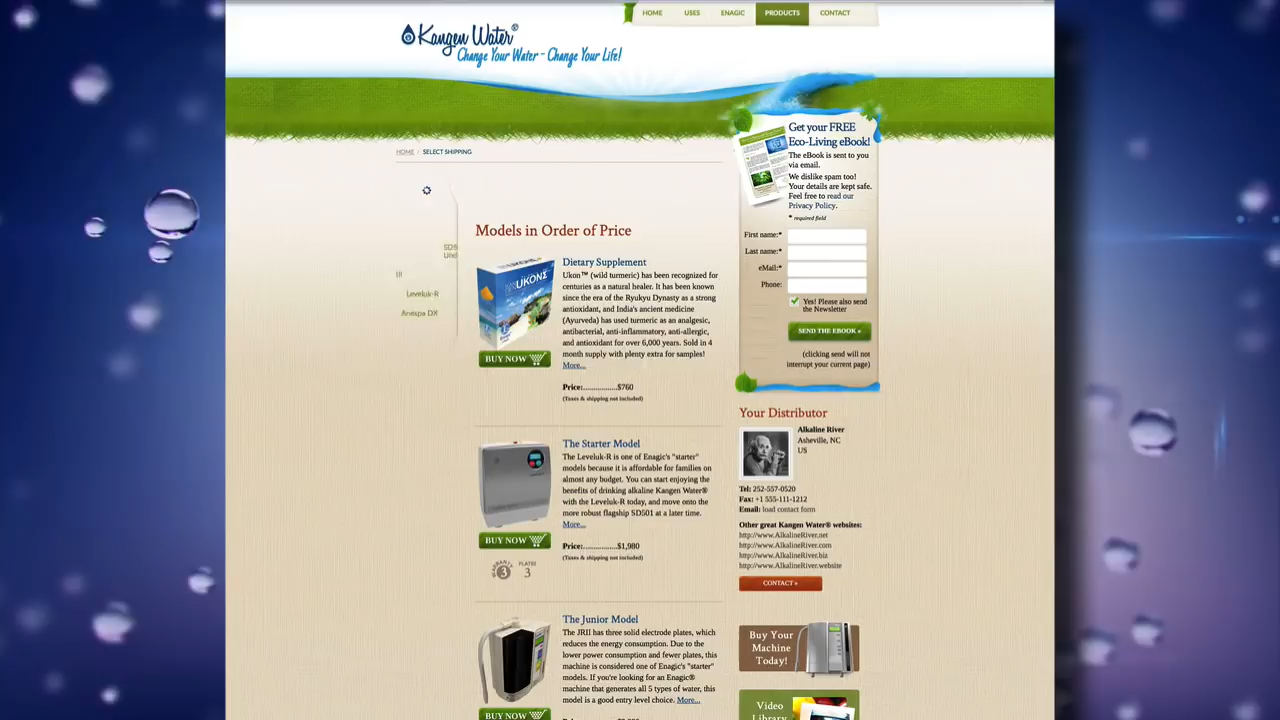 HOME
USES
ENAGIC
PRODUCTS
CONTACT
Kangen Water®
Change Your Water - Change Your Life!
HOME / SELECT SHIPPING
SD5
III
Leveluk-R
Anespa DX
Models in Order of Price
Dietary Supplement
Ukon™ (wild turmeric) has been recognized for
centuries as a natural healer. It has been known
since the era of the Ryukyu Dynasty as a strong
antioxidant, and India's ancient medicine
(Ayurveda) has used turmeric as an analgesic,
antibacterial, anti-inflammatory, anti-allergic,
and antioxidant for over 6,000 years. Sold in 4
month supply with plenty extra for samples!
More...
UKONΣ
BUY NOW
Price:.................$760
(Taxes & shipping not included)
The Starter Model
The Leveluk-R is one of Enagic's "starter"
models because it is affordable for families on
almost any budget. You can start enjoying the
benefits of drinking alkaline Kangen Water®
with the Leveluk-R today, and move onto the
more robust flagship SD501 at a later time.
More...
BUY NOW
Price:.................$1,980
(Taxes & shipping not included)
WARRANTY 3
PLATES
3
The Junior Model
The JRII has three solid electrode plates, which
reduces the energy consumption. Due to the
lower power consumption and fewer plates, this
machine is considered one of Enagic's "starter"
models. If you're looking for an Enagic®
machine that generates all 5 types of water, this
model is a good entry level choice. More...
BUY NOW
Get your FREE
Eco-Living eBook!
The eBook is sent to you
via email.
We dislike spam too!
Your details are kept safe.
Feel free to read our
Privacy Policy.
* required field
First name:*
Last name:*
eMail:*
Phone:
Yes! Please also send
the Newsletter
SEND THE EBOOK »
(clicking send will not
interrupt your current page)
Your Distributor
Alkaline River
Asheville, NC
US
Tel: 252-557-0520
Fax: +1 555-111-1212
Email: load contact form
Other great Kangen Water® websites:
http://www.AlkalineRiver.net
http://www.AlkalineRiver.com
http://www.AlkalineRiver.biz
http://www.AlkalineRiver.website
CONTACT »
Buy Your
Machine
Today!
Video
Library